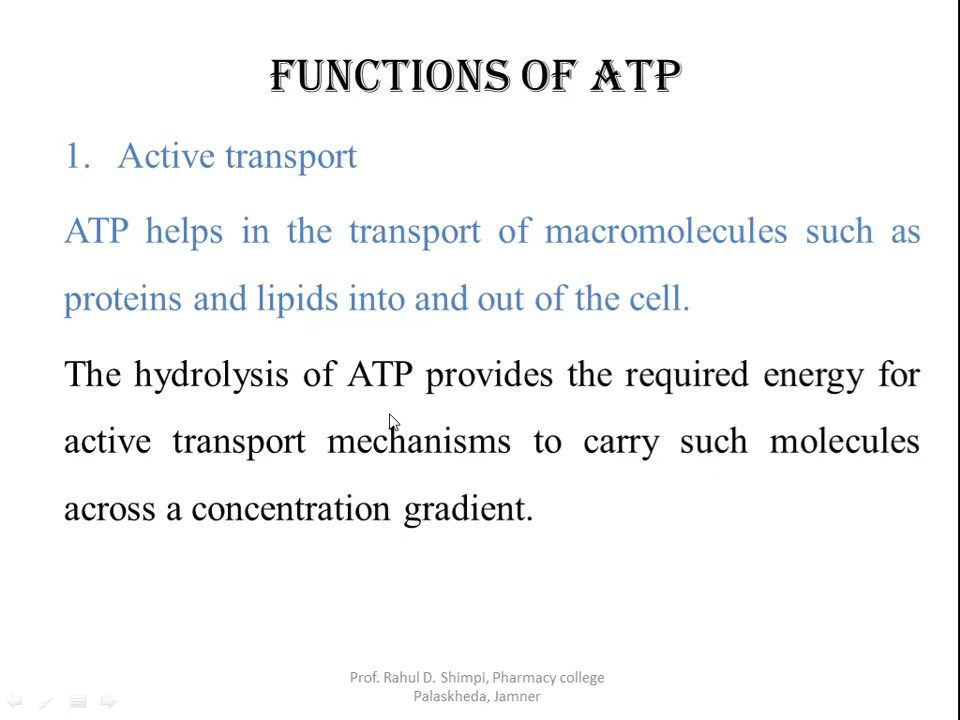 FUNCTIONS OF ATP
1. Active transport
ATP helps in the transport of macromolecules such as
proteins and lipids into and out of the cell.
The hydrolysis of ATP provides the required energy for
active transport mechanisms to carry such molecules
across a concentration gradient.
Prof. Rahul D. Shimpi, Pharmacy college
Palaskheda, Jamner